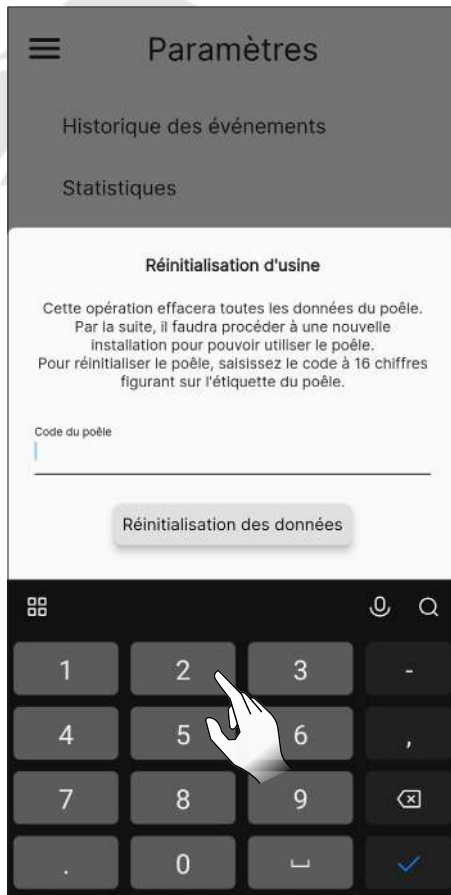 Paramètres
Historique des événements
Statistiques
Réinitialisation d'usine
Cette opération effacera toutes les données du poêle.
Par la suite, il faudra procéder à une nouvelle
installation pour pouvoir utiliser le poêle.
Pour réinitialiser le poêle, saisissez le code à 16 chiffres
figurant sur l'étiquette du poêle.
Code du poêle
Réinitialisation des données
1 2 3 -
4 5 6 ,
7 8 9
. 0